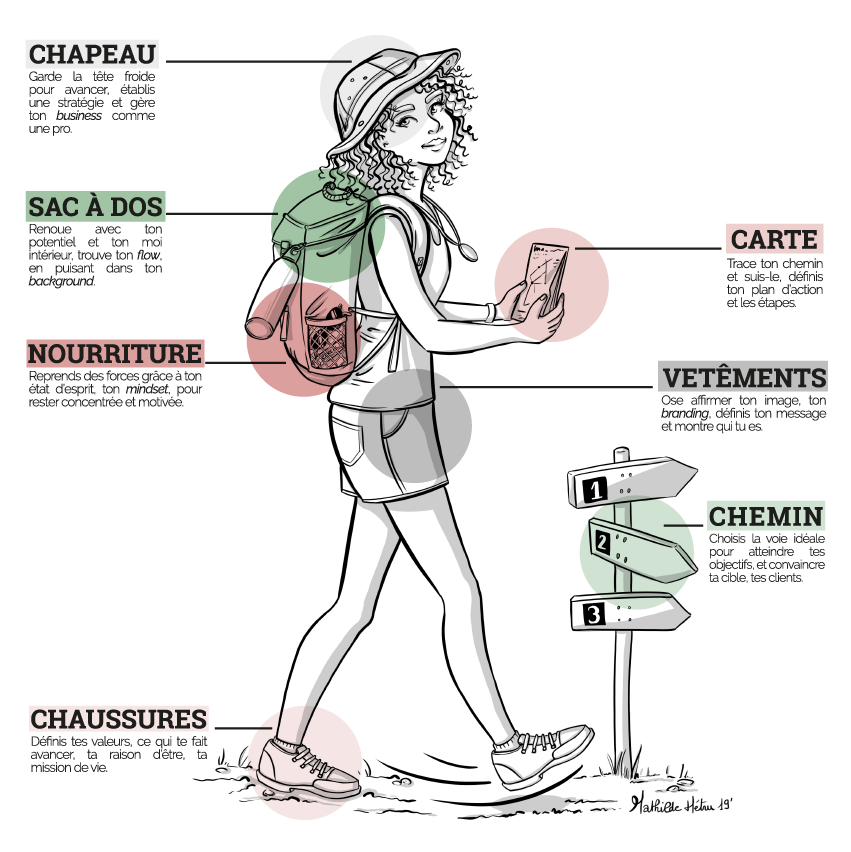 CHAPEAU
Garde la tête froide
pour avancer, établis
une stratégie et gère
ton business comme
une pro.
SAC À DOS
Renoue avec ton
potentiel et ton moi
intérieur, trouve ton flow,
en puisant dans ton
background.
NOURRITURE
Reprends des forces grâce à ton
état d'esprit, ton mindset, pour
rester concentrée et motivée.
CHAUSSURES
Définis tes valeurs, ce qui te fait
avancer, ta raison d'être, ta
mission de vie.
CARTE
Trace ton chemin
et suis-le, définis
ton plan d'action
et les étapes.
VETÊMENTS
Ose affirmer ton image, ton
branding, définis ton message
et montre qui tu es.
CHEMIN
Choisis la voie idéale
pour atteindre tes
objectifs, et convaincre
ta cible, tes clients.
1
2
3
Mathilde Hétru 19'